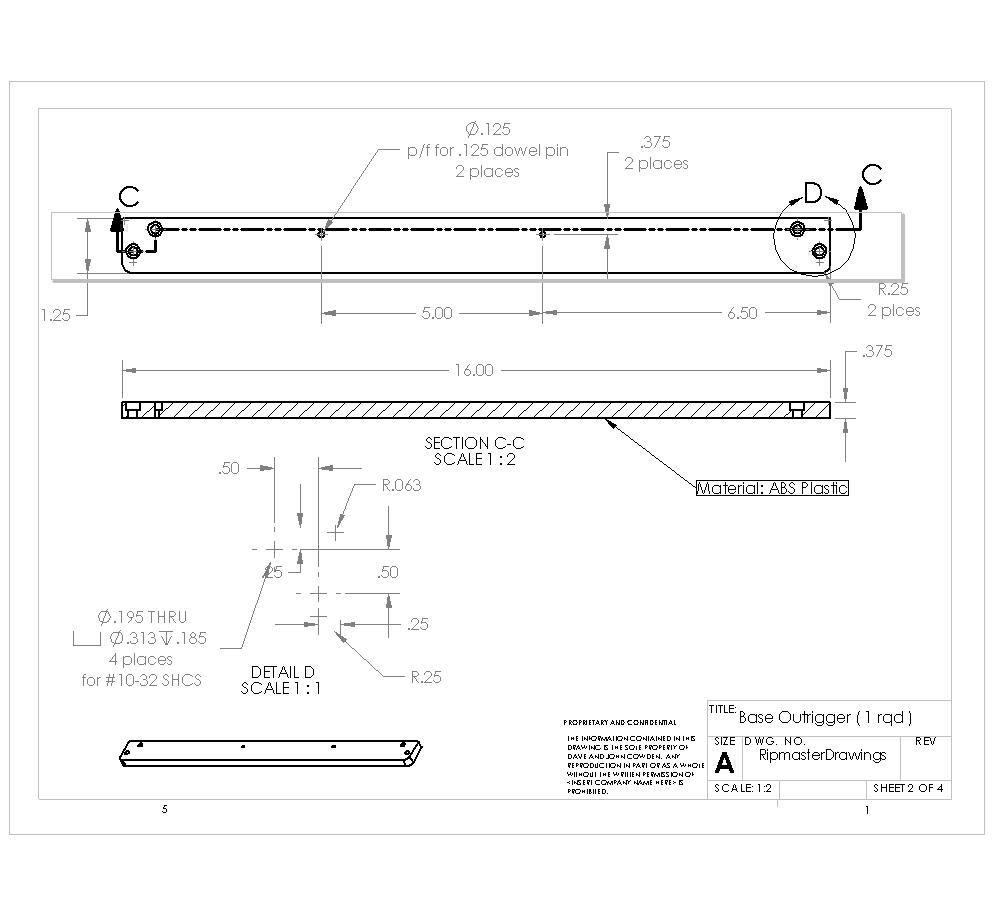 Ø.125
p/f for .125 dowel pin
2 places
.375
2 places
C
C
D
R.25
2 plces
1.25
5.00
6.50
16.00
.375
SECTION C-C
SCALE 1 : 2
Material: ABS Plastic
.50
R.063
.25
.50
.25
R.25
Ø.195 THRU
⌴ Ø.313 ↧ .185
4 places
for #10-32 SHCS
DETAIL D
SCALE 1 : 1
PROPRIETARY AND CONFIDENTIAL
THE INFORMATION CONTAINED IN THIS
DRAWING IS THE SOLE PROPERTY OF
DAVE AND JOHN COWDEN. ANY
REPRODUCTION IN PART OR AS A WHOLE
WITHOUT THE WRITTEN PERMISSION OF
<INSERT COMPANY NAME HERE> IS
PROHIBITED.
TITLE:
Base Outrigger ( 1 rqd )
SIZE
A
DWG. NO.
RipmasterDrawings
REV
SCALE: 1:2
SHEET 2 OF 4
5
1